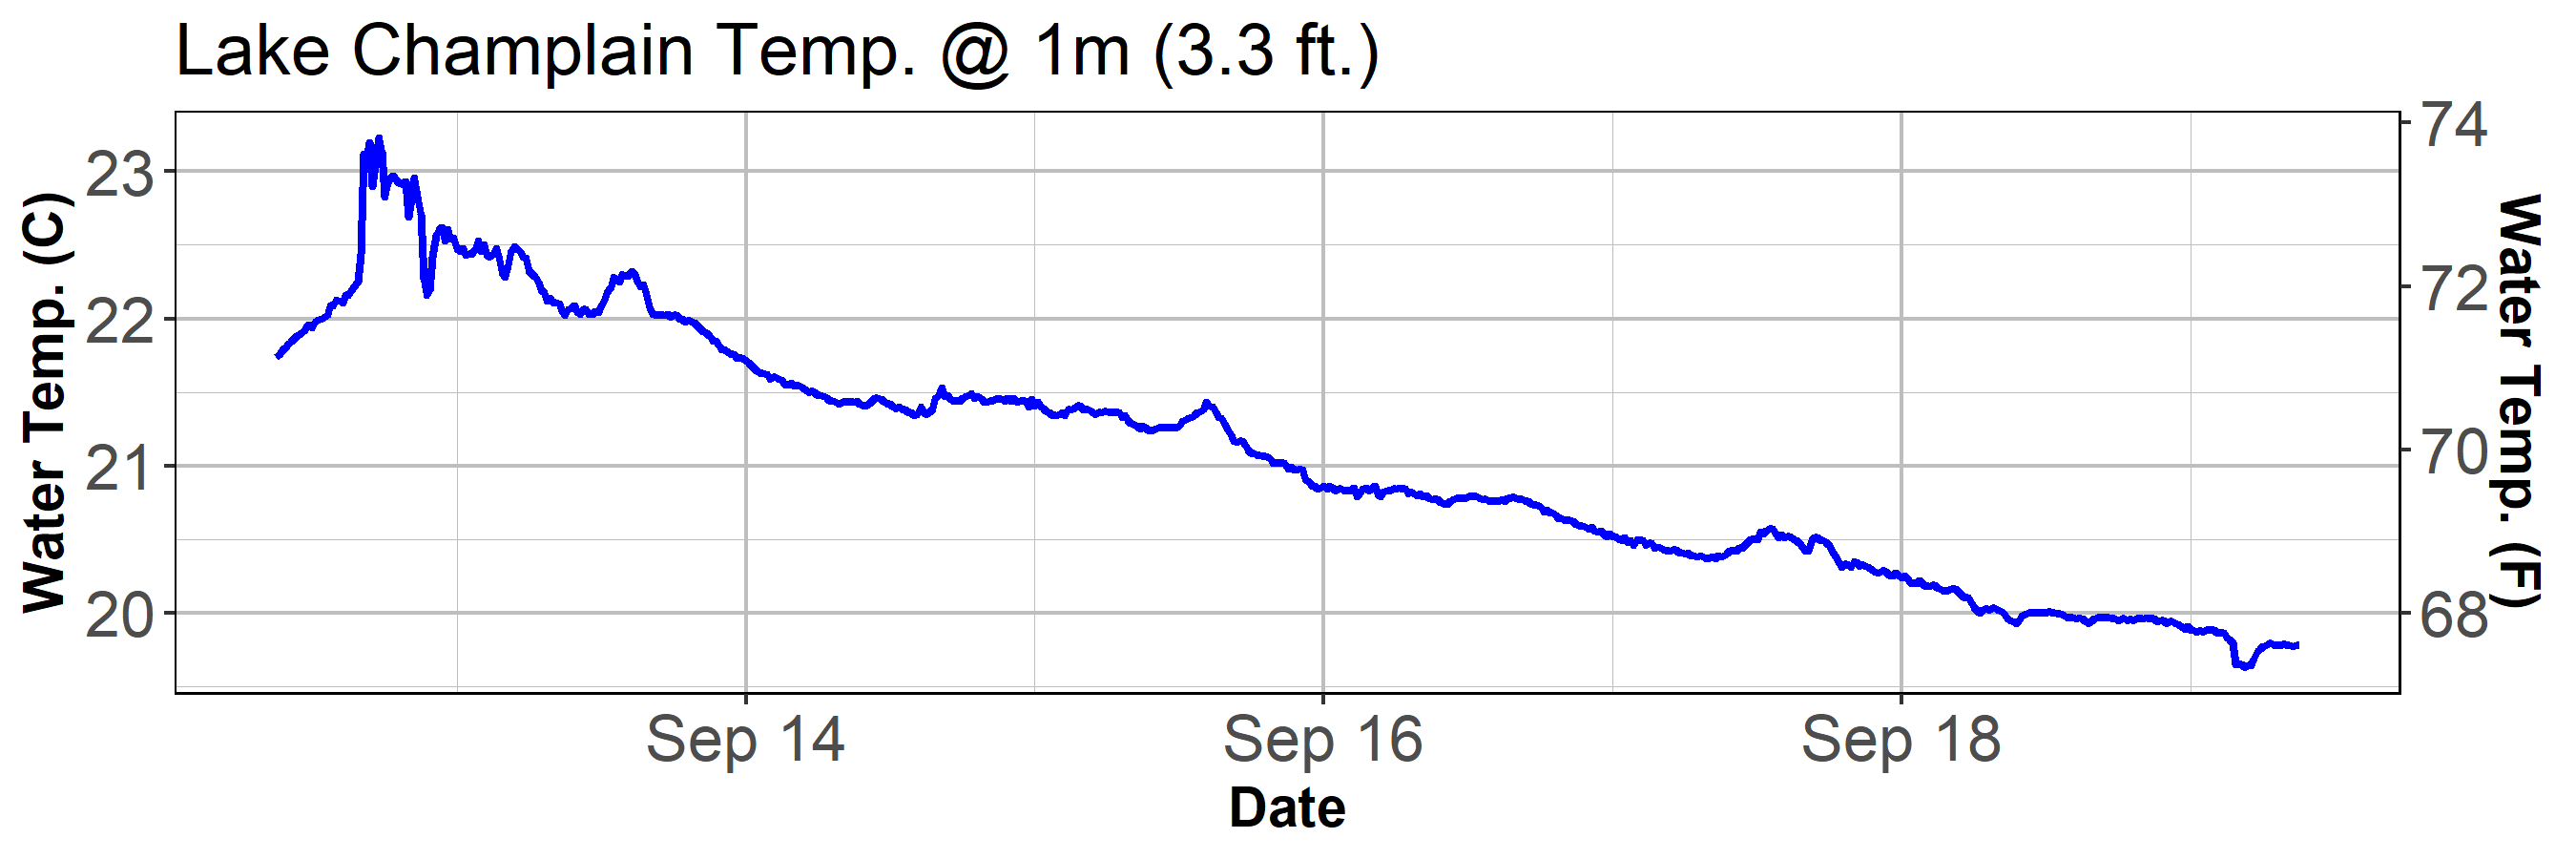 Lake Champlain Temp. @ 1m (3.3 ft.)
Water Temp. (C)
23
22
21
20
74
72
70
68
Water Temp. (F)
Sep 14
Sep 16
Sep 18
Date